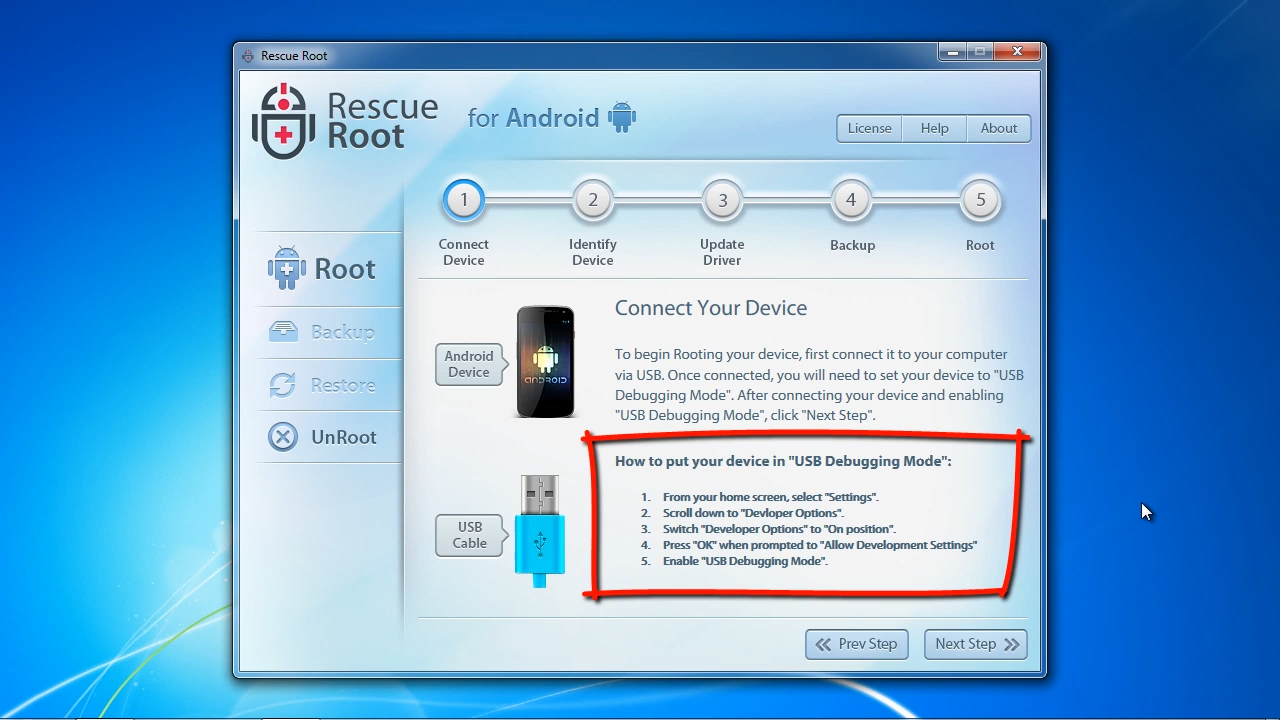 Rescue Root
Rescue
Root
for Android
License
Help
About
1
2
3
4
5
Connect
Device
Identify
Device
Update
Driver
Backup
Root
Root
Backup
Restore
UnRoot
Android
Device
ANDROID
USB
Cable
Connect Your Device
To begin Rooting your device, first connect it to your computer
via USB. Once connected, you will need to set your device to "USB
Debugging Mode". After connecting your device and enabling
"USB Debugging Mode", click "Next Step".
How to put your device in "USB Debugging Mode":
1. From your home screen, select "Settings".
2. Scroll down to "Devloper Options".
3. Switch "Developer Options" to "On position".
4. Press "OK" when prompted to "Allow Development Settings"
5. Enable "USB Debugging Mode".
Prev Step
Next Step